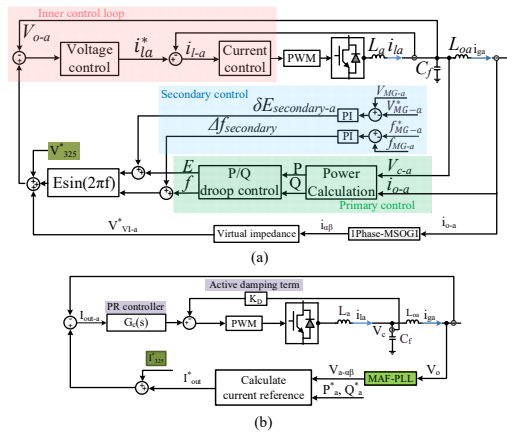 Inner control loop
V_{o-a}
Voltage control
i^*_{la}
i_{l-a}
Current control
PWM
L_a i_{la}
C_f
L_{oa} i_{ga}
Secondary control
δE_{secondary-a}
PI
V_{MG-a}
V^*_{MG-a}
Δf_{secondary}
PI
f^*_{MG-a}
f_{MG-a}
V^*_{325}
Esin(2πf)
E
f
P/Q droop control
P
Q
Power Calculation
V_{c-a}
i_{o-a}
Primary control
V^*_{VI-a}
Virtual impedance
i_{αβ}
1Phase-MSOGI
i_{o-a}
(a)
Active damping term
K_D
PR controller
I_{out-a}
G_c(s)
PWM
L_a i_{la}
V_c
C_f
L_{oa} i_{ga}
I^*_{325}
I^*_{out}
Calculate current reference
V_{a-αβ}
MAF-PLL
V_o
P^*_a, Q^*_a
(b)